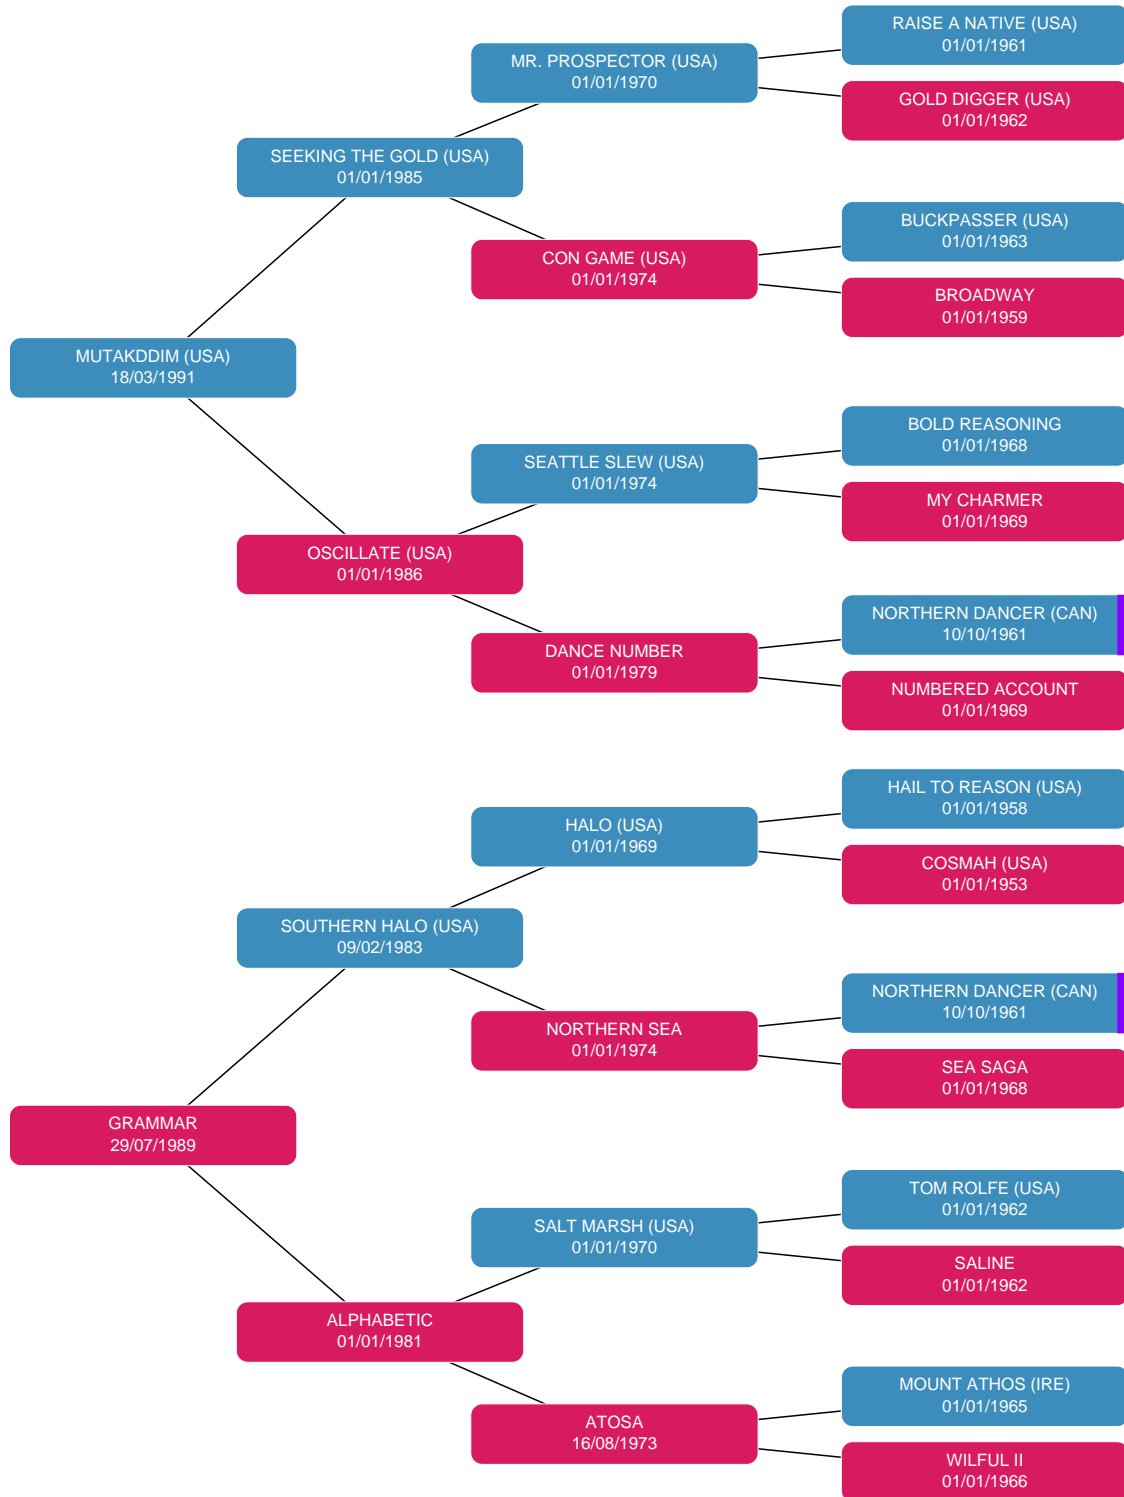 RAISE A NATIVE (USA)
01/01/1961
MR. PROSPECTOR (USA)
01/01/1970
GOLD DIGGER (USA)
01/01/1962
SEEKING THE GOLD (USA)
01/01/1985
BUCKPASSER (USA)
01/01/1963
CON GAME (USA)
01/01/1974
BROADWAY
01/01/1959
MUTAKDDIM (USA)
18/03/1991
BOLD REASONING
01/01/1968
SEATTLE SLEW (USA)
01/01/1974
MY CHARMER
01/01/1969
OSCILLATE (USA)
01/01/1986
NORTHERN DANCER (CAN)
10/10/1961
DANCE NUMBER
01/01/1979
NUMBERED ACCOUNT
01/01/1969
HAIL TO REASON (USA)
01/01/1958
HALO (USA)
01/01/1969
COSMAH (USA)
01/01/1953
SOUTHERN HALO (USA)
09/02/1983
NORTHERN DANCER (CAN)
10/10/1961
NORTHERN SEA
01/01/1974
SEA SAGA
01/01/1968
GRAMMAR
29/07/1989
TOM ROLFE (USA)
01/01/1962
SALT MARSH (USA)
01/01/1970
SALINE
01/01/1962
ALPHABETIC
01/01/1981
MOUNT ATHOS (IRE)
01/01/1965
ATOSA
16/08/1973
WILFUL II
01/01/1966